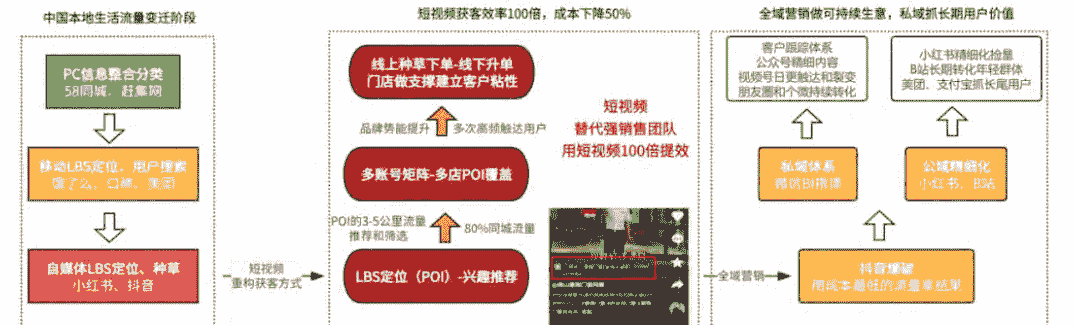 中国本地生活流量变迁阶段
PC信息整合分类
58同城、赶集网
移动LBS定位、用户搜索
饿了么、口碑、美团
自媒体LBS定位、种草
小红书、抖音
短视频
重构获客方式
短视频获客效率100倍，成本下降50%
线上种草下单-线下升单
门店做支撑建立客户粘性
品牌势能提升
多次高频触达用户
多账号矩阵-多店POI覆盖
POI的3-5公里流量
推荐和筛选
80%同城流量
LBS定位（POI）-兴趣推荐
短视频
替代强销售团队
用短视频100倍提效
全域营销
全域营销做可持续生意，私域抓长期用户价值
客户跟踪体系
公众号精细内容
视频号日更触达和裂变
朋友圈和个微持续转化
小红书精细化捡量
B站长期转化年轻群体
美团、支付宝抓长尾用户
私域体系
公域精细化
小红书、B站
抖音爆破
用成本最低的流量拿结果